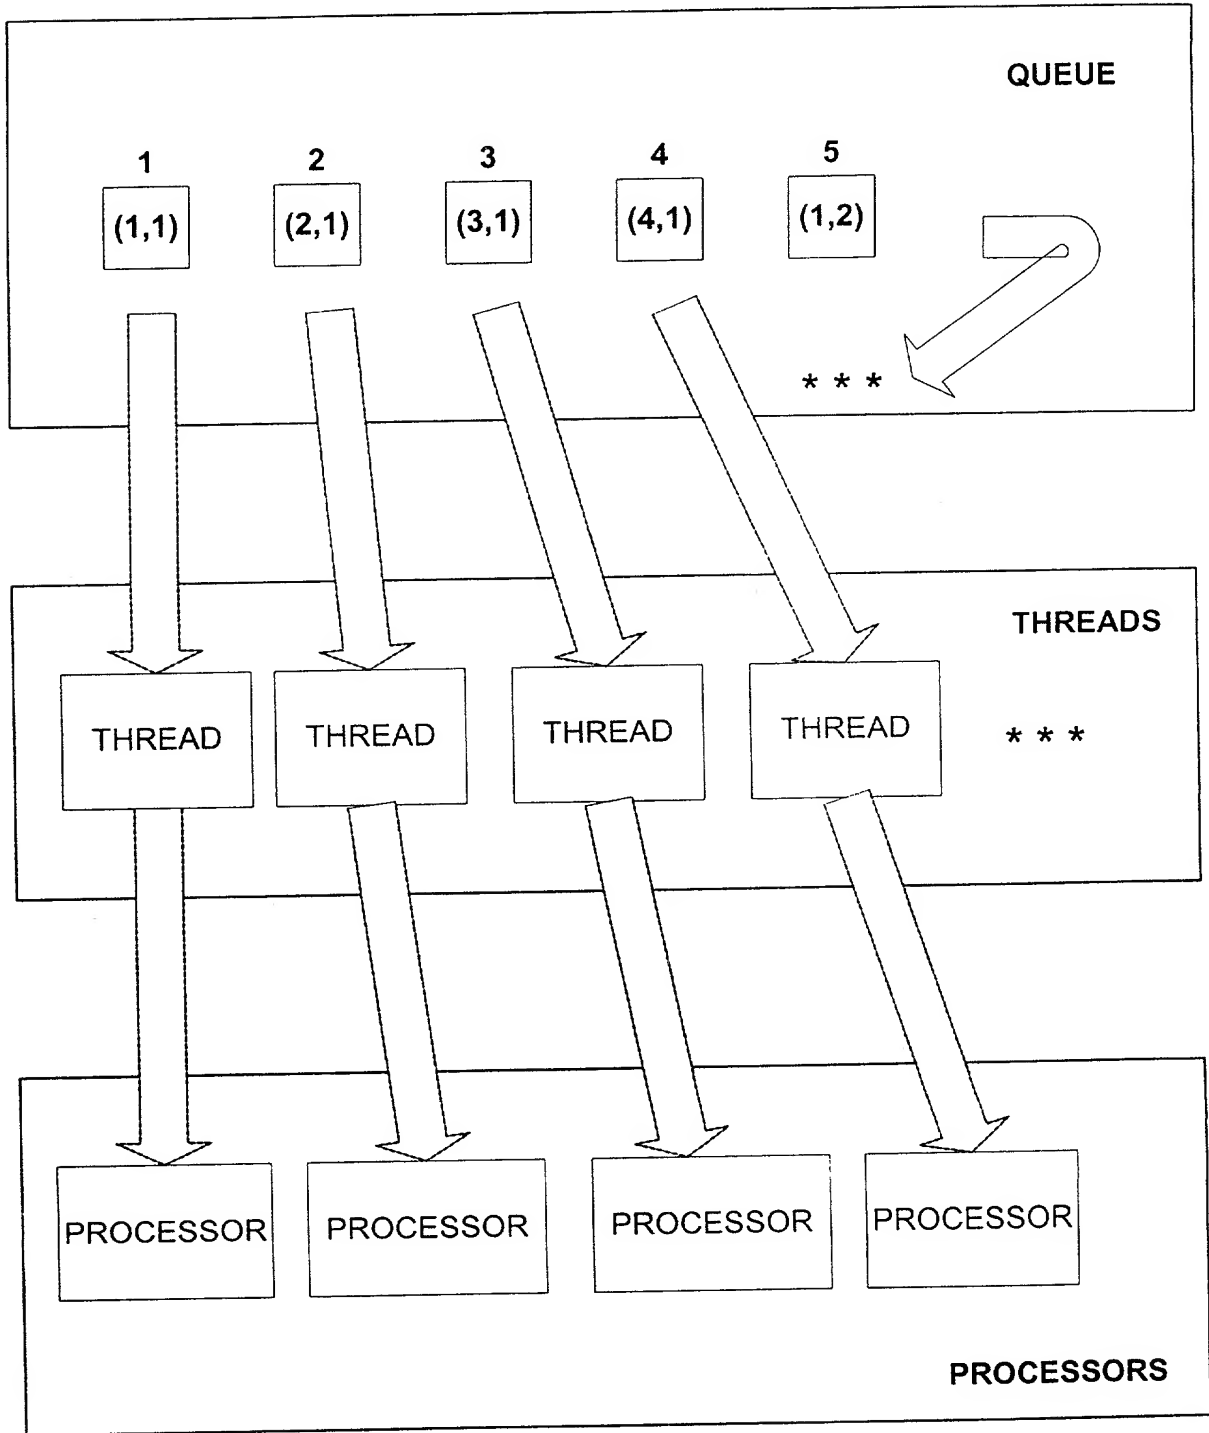 QUEUE
1 2 3 4 5
(1,1) (2,1) (3,1) (4,1) (1,2)
* * *
THREADS
THREAD THREAD THREAD THREAD * * *
PROCESSOR PROCESSOR PROCESSOR PROCESSOR
PROCESSORS